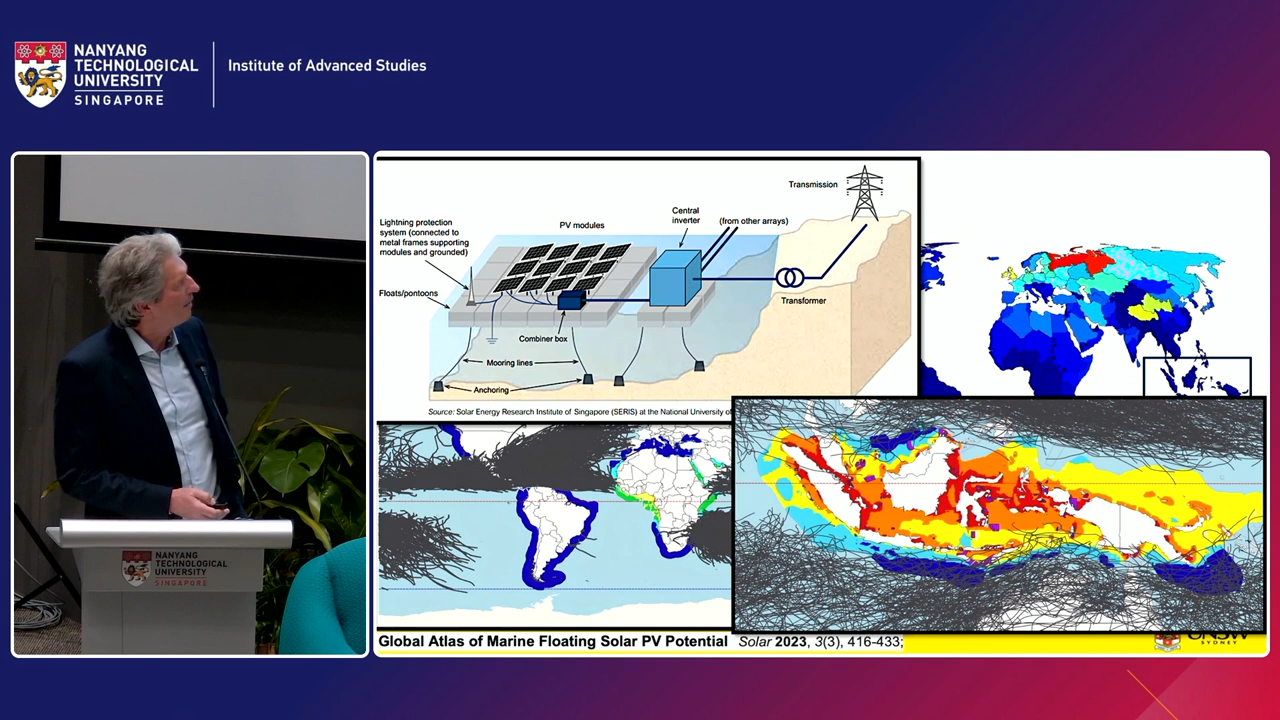 NANYANG
TECHNOLOGICAL
UNIVERSITY
SINGAPORE
Institute of Advanced Studies
Transmission
Lightning protection
system (connected to
metal frames supporting
modules and grounded)
PV modules
Central
inverter
(from other arrays)
Floats/pontoons
Transformer
Combiner box
Mooring lines
Anchoring
Source: Solar Energy Research Institute of Singapore (SERIS) at the National University of
NANYANG
TECHNOLOGICAL
UNIVERSITY
SINGAPORE
Global Atlas of Marine Floating Solar PV Potential Solar 2023, 3(3), 416-433;
UNSW
SYDNEY